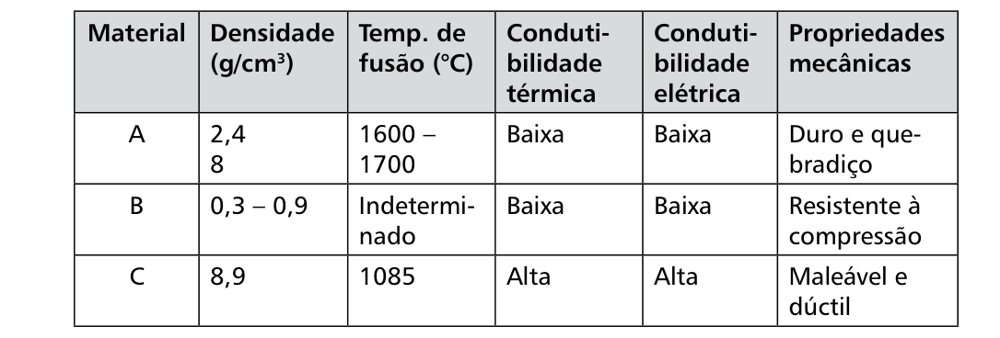 Material Densidade (g/cm³) Temp. de fusão (°C) Conduti-bilidade térmica Conduti-bilidade elétrica Propriedades mecânicas
A 2,4 8 1600 – 1700 Baixa Baixa Duro e que-bradiço
B 0,3 – 0,9 Indetermi-nado Baixa Baixa Resistente à compressão
C 8,9 1085 Alta Alta Maleável e dúctil